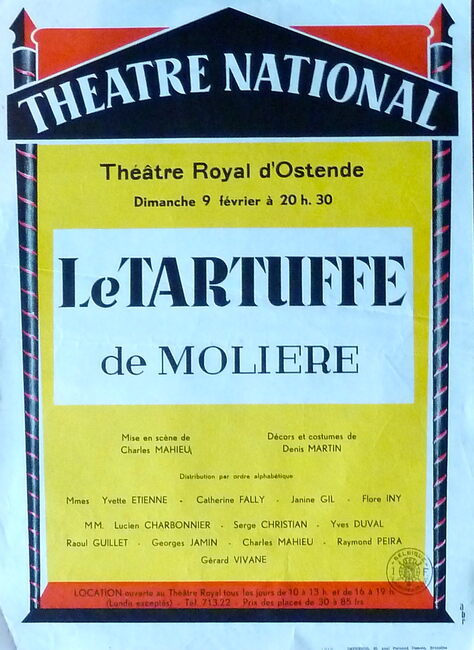 THEATRE NATIONAL
Théâtre Royal d'Ostende
Dimanche 9 février à 20 h. 30
Le TARTUFFE
de MOLIERE
Mise en scène de
Charles MAHIEU
Décors et costumes de
Denis MARTIN
Distribution par ordre alphabétique
Mmes Yvette ETIENNE - Catherine FALLY - Janine GIL - Flore INY
MM. Lucien CHARBONNIER - Serge CHRISTIAN - Yves DUVAL
Raoul GUILLET - Georges JAMIN - Charles MAHIEU - Raymond PEIRA
Gérard VIVANE
BELGIQUE
1 F
LOCATION ouverte au Théâtre Royal tous les jours de 10 à 13 h. et de 16 à 19 h.
(Lundis exceptés) - Tél. 713.22 - Prix des places de 30 à 85 frs